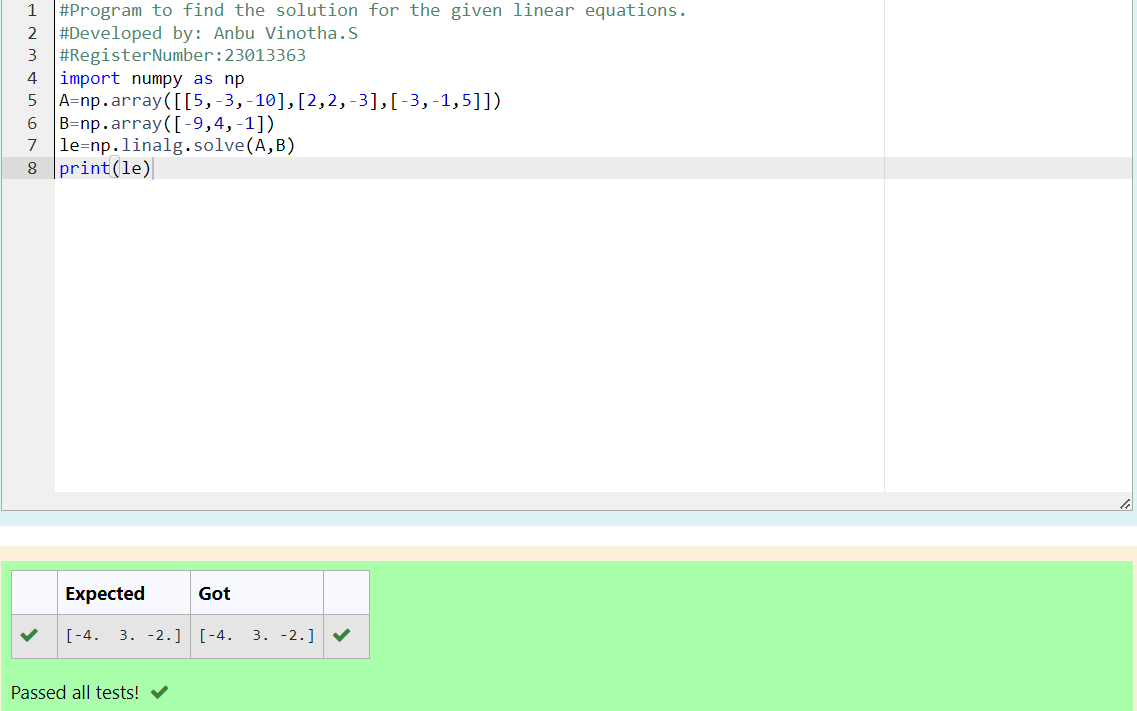 1 #Program to find the solution for the given linear equations.
2 #Developed by: Anbu Vinotha.S
3 #RegisterNumber:23013363
4 import numpy as np
5 A=np.array([[5,-3,-10],[2,2,-3],[-3,-1,5]])
6 B=np.array([-9,4,-1])
7 le=np.linalg.solve(A,B)
8 print(le)
Expected Got
[-4.  3. -2.] [-4.  3. -2.]
Passed all tests!